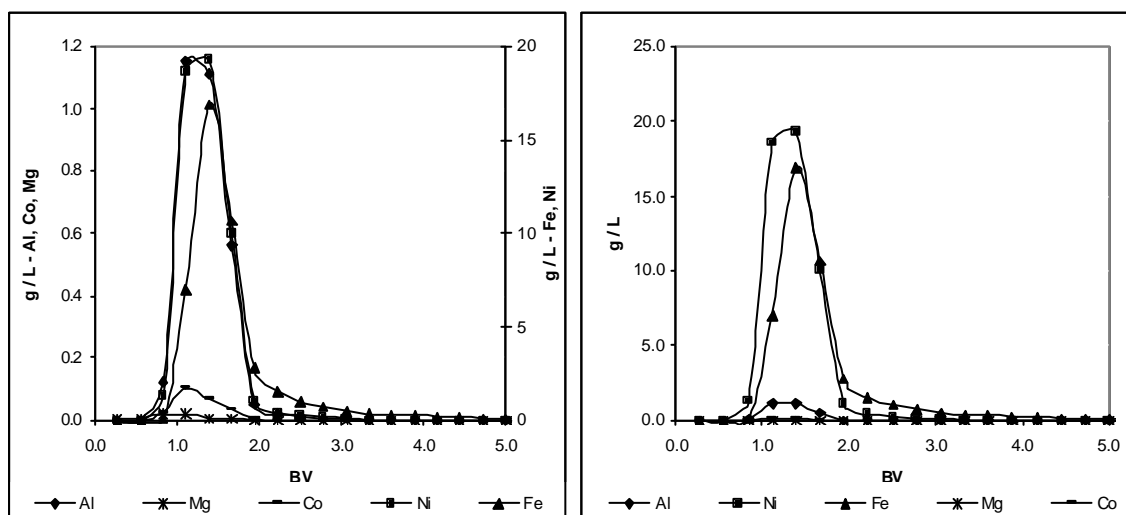 1.2
1.0
0.8
0.6
0.4
0.2
0.0
g / L - Al, Co, Mg
20
15
10
5
0
g / L - Fe, Ni
0.0 1.0 2.0 3.0 4.0 5.0
BV
Al Mg Co Ni Fe
25.0
20.0
15.0
10.0
5.0
0.0
g / L
0.0 1.0 2.0 3.0 4.0 5.0
BV
Al Ni Fe Mg Co